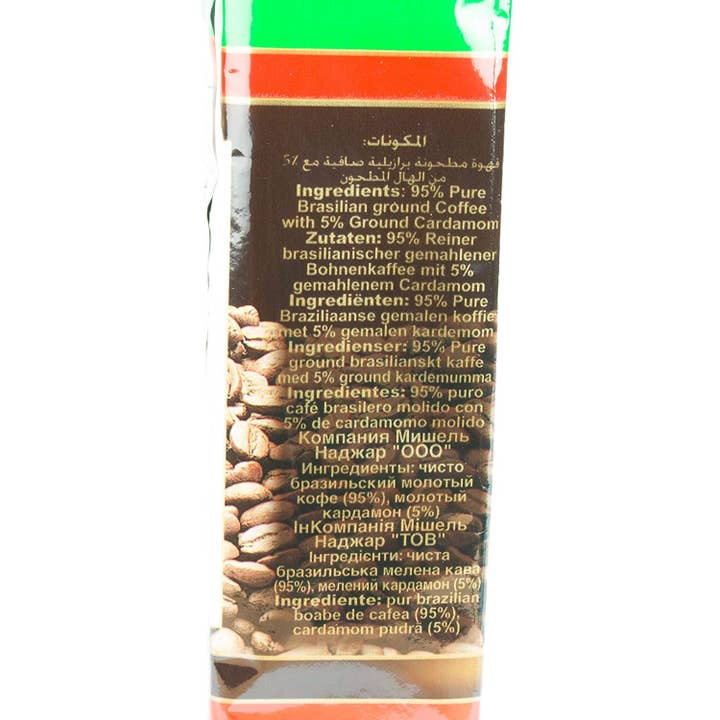 المكونات:
قهوة مطحونة برازيلية صافية مع 5٪
من الهال المطحون
Ingredients: 95% Pure
Brasilian ground Coffee
with 5% Ground Cardamom
Zutaten: 95% Reiner
brasilianischer gemahlener
Bohnenkaffee mit 5%
gemahlenem Cardamom
Ingrediënten: 95% Pure
Braziliaanse gemalen koffie
met 5% gemalen kardemom
Ingredienser: 95% Pure
ground brasilianskt kaffe
med 5% ground kardemumma
Ingredientes: 95% puro
café brasilero molido con
5% de cardamomo molido
Компания Мишель
Наджар "ООО"
Ингредиенты: чисто
бразильский молотый
кофе (95%), молотый
кардамон (5%)
ІнКомпанія Мішель
Наджар "ТОВ"
Інгредієнти: чиста
бразильська мелена кава
(95%), мелений кардамон (5%)
Ingrediente: pur brazilian
boabe de cafea (95%),
cardamom pudră (5%)